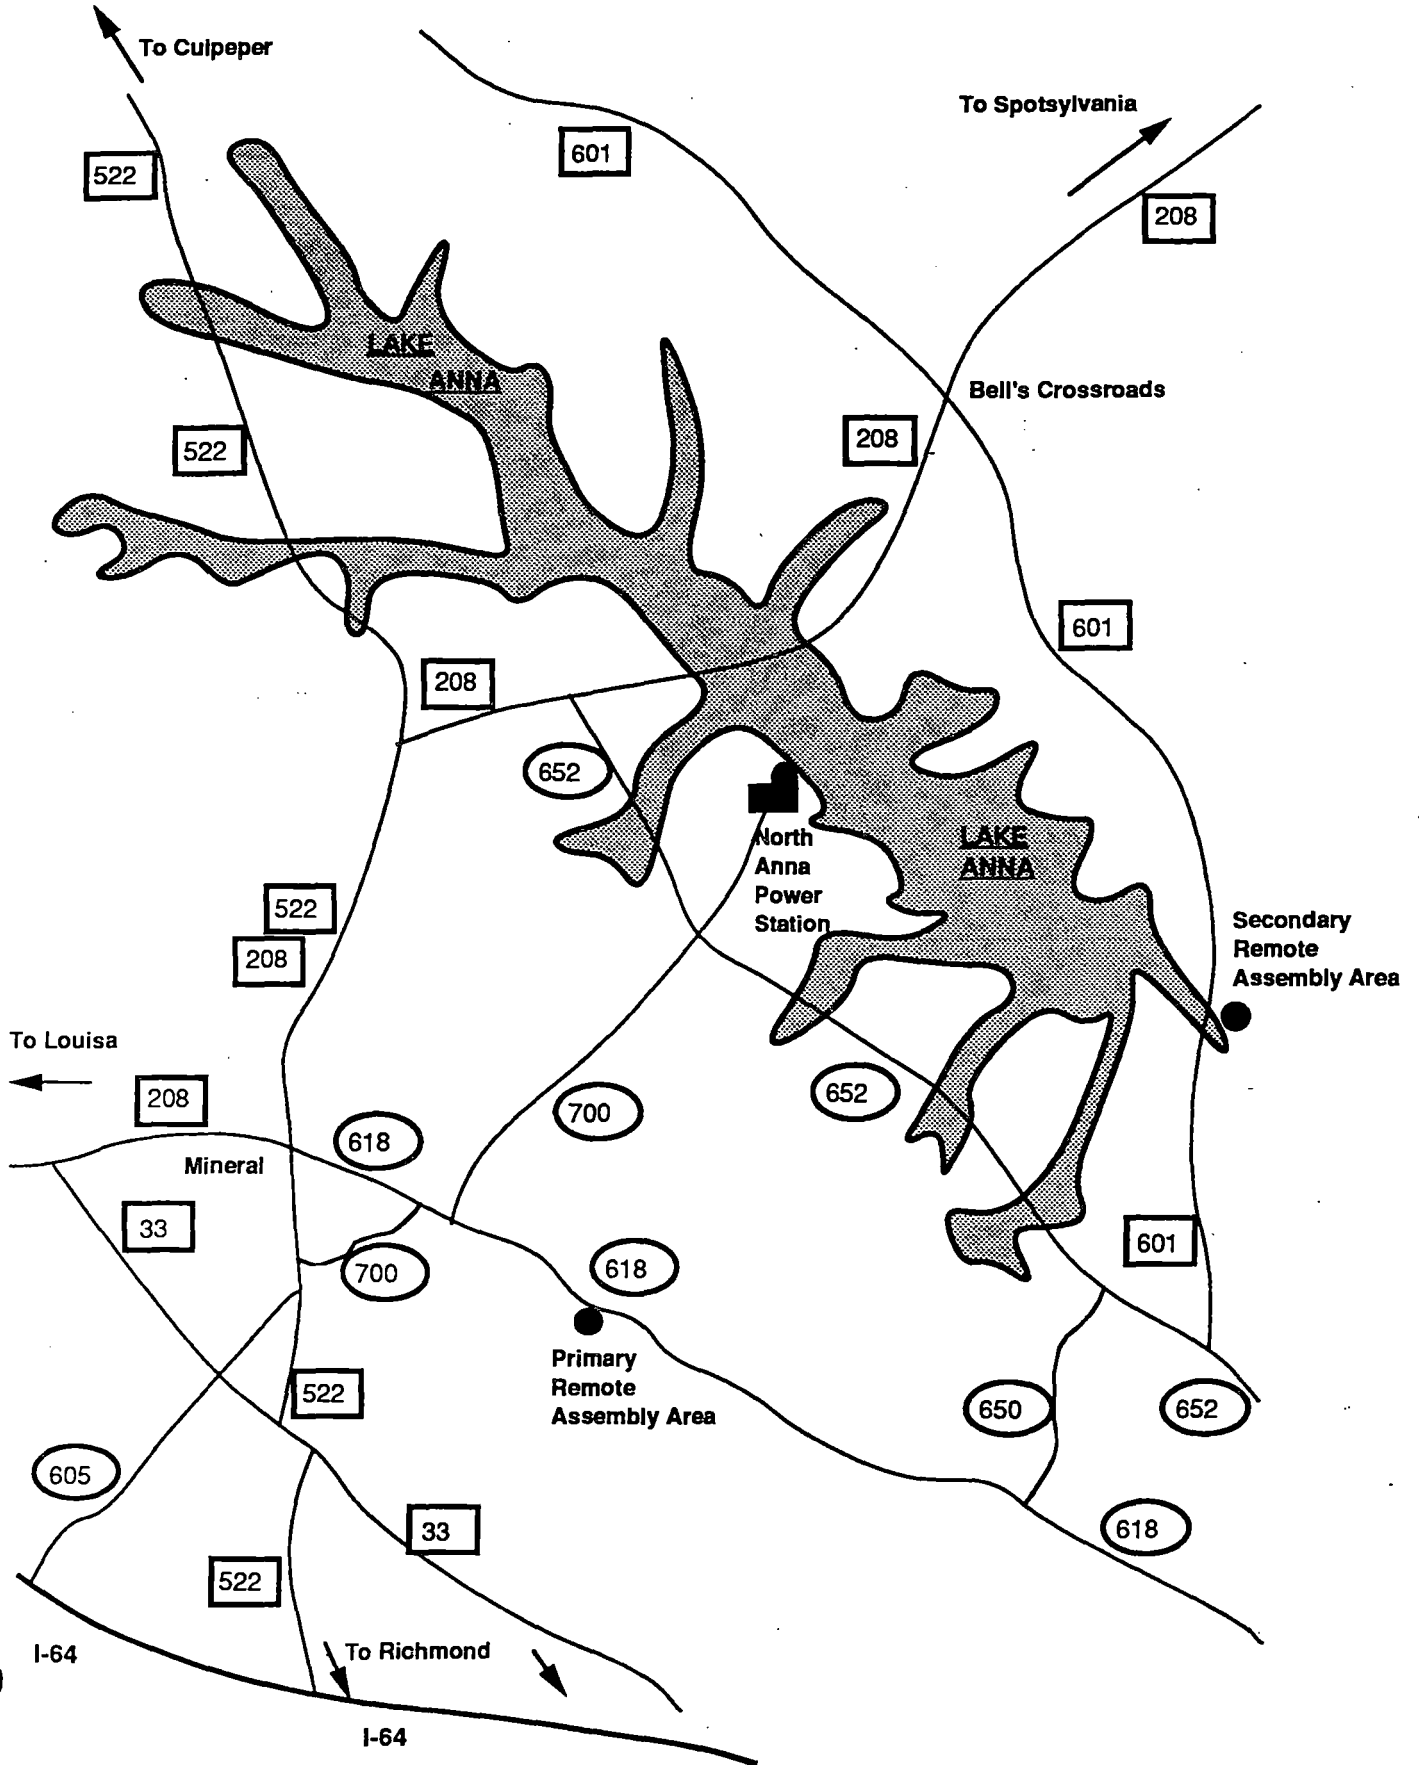 To Culpeper
To Spotsylvania
601
522
208
LAKE
ANNA
Bell's Crossroads
208
522
601
208
652
North
Anna
Power
Station
LAKE
ANNA
522
208
Secondary
Remote
Assembly Area
To Louisa
208
652
700
618
Mineral
33
601
618
700
Primary
Remote
Assembly Area
522
650
652
605
33
618
522
To Richmond
I-64
I-64